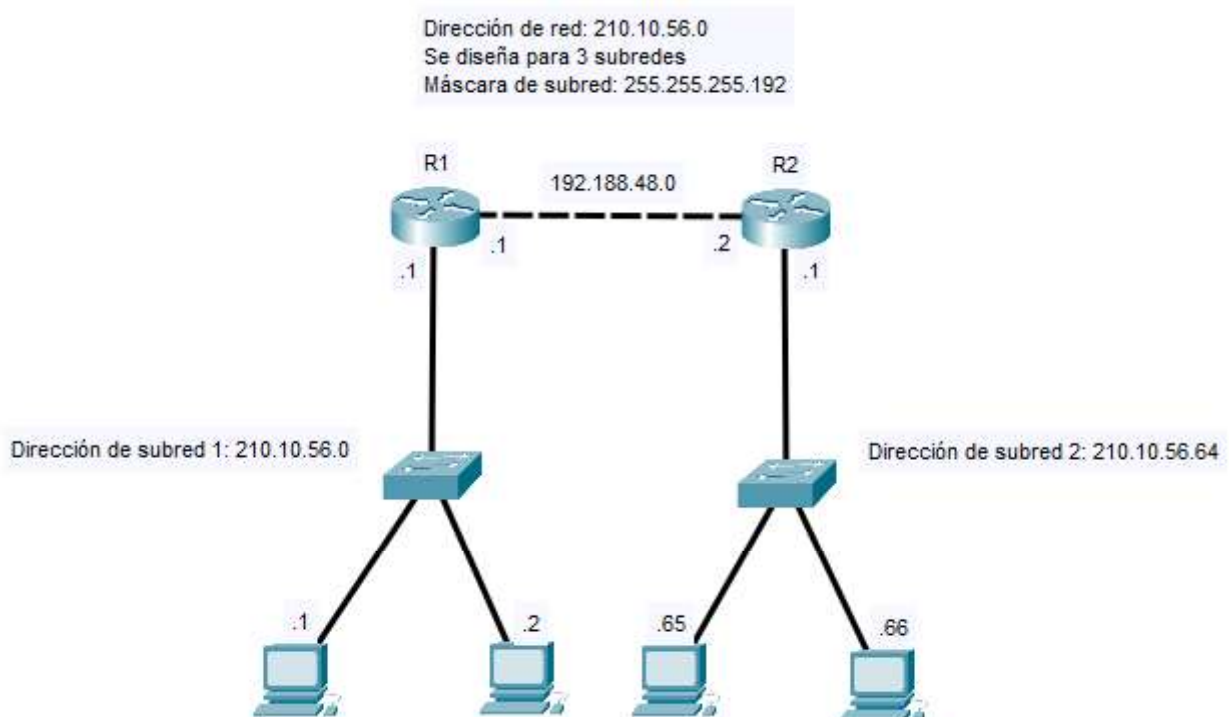 Dirección de red: 210.10.56.0
Se diseña para 3 subredes
Máscara de subred: 255.255.255.192
R1
R2
192.188.48.0
.1
.2
.1
.1
Dirección de subred 1: 210.10.56.0
Dirección de subred 2: 210.10.56.64
.1
.2
.65
.66